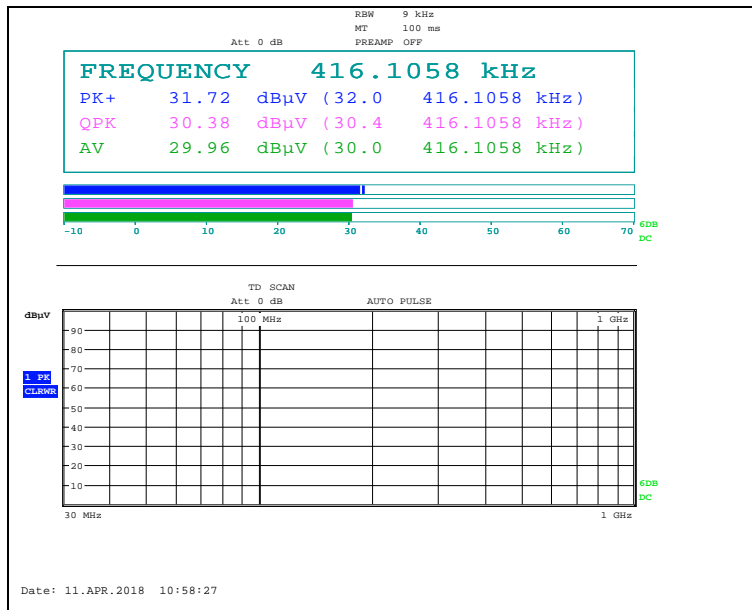 RBW 9 kHz
MT 100 ms
Att 0 dB PREAMP OFF
FREQUENCY 416.1058 kHz
PK+ 31.72 dBµV (32.0 416.1058 kHz)
QPK 30.38 dBµV (30.4 416.1058 kHz)
AV 29.96 dBµV (30.0 416.1058 kHz)
-10 0 10 20 30 40 50 60 70
6DB
DC
TD SCAN
Att 0 dB AUTO PULSE
dBµV
100 MHz 1 GHz
90
80
70
1 PK
60
CLRWR
50
40
30
20
10
6DB
DC
30 MHz 1 GHz
Date: 11.APR.2018 10:58:27